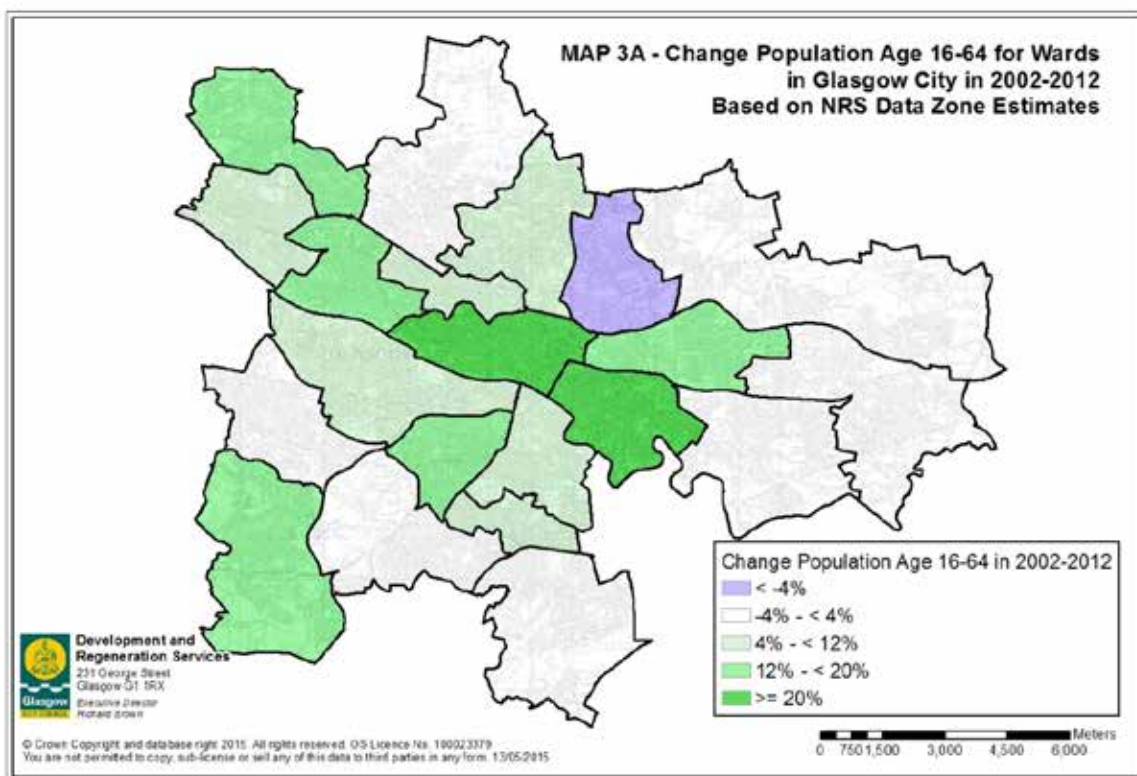 MAP 3A - Change Population Age 16-64 for Wards
in Glasgow City in 2002-2012
Based on NRS Data Zone Estimates
Change Population Age 16-64 in 2002-2012
< -4%
-4% - < 4%
4% - < 12%
12% - < 20%
>= 20%
Development and
Regeneration Services
231 George Street
Glasgow G1 1RX
Executive Director
Richard Brown
Glasgow
© Crown Copyright and database right 2015. All rights reserved. OS Licence No. 100023379
You are not permitted to copy, sub-license or sell any of this data to third parties in any form. 13/05/2015
0 750 1,500 3,000 4,500 6,000 Meters